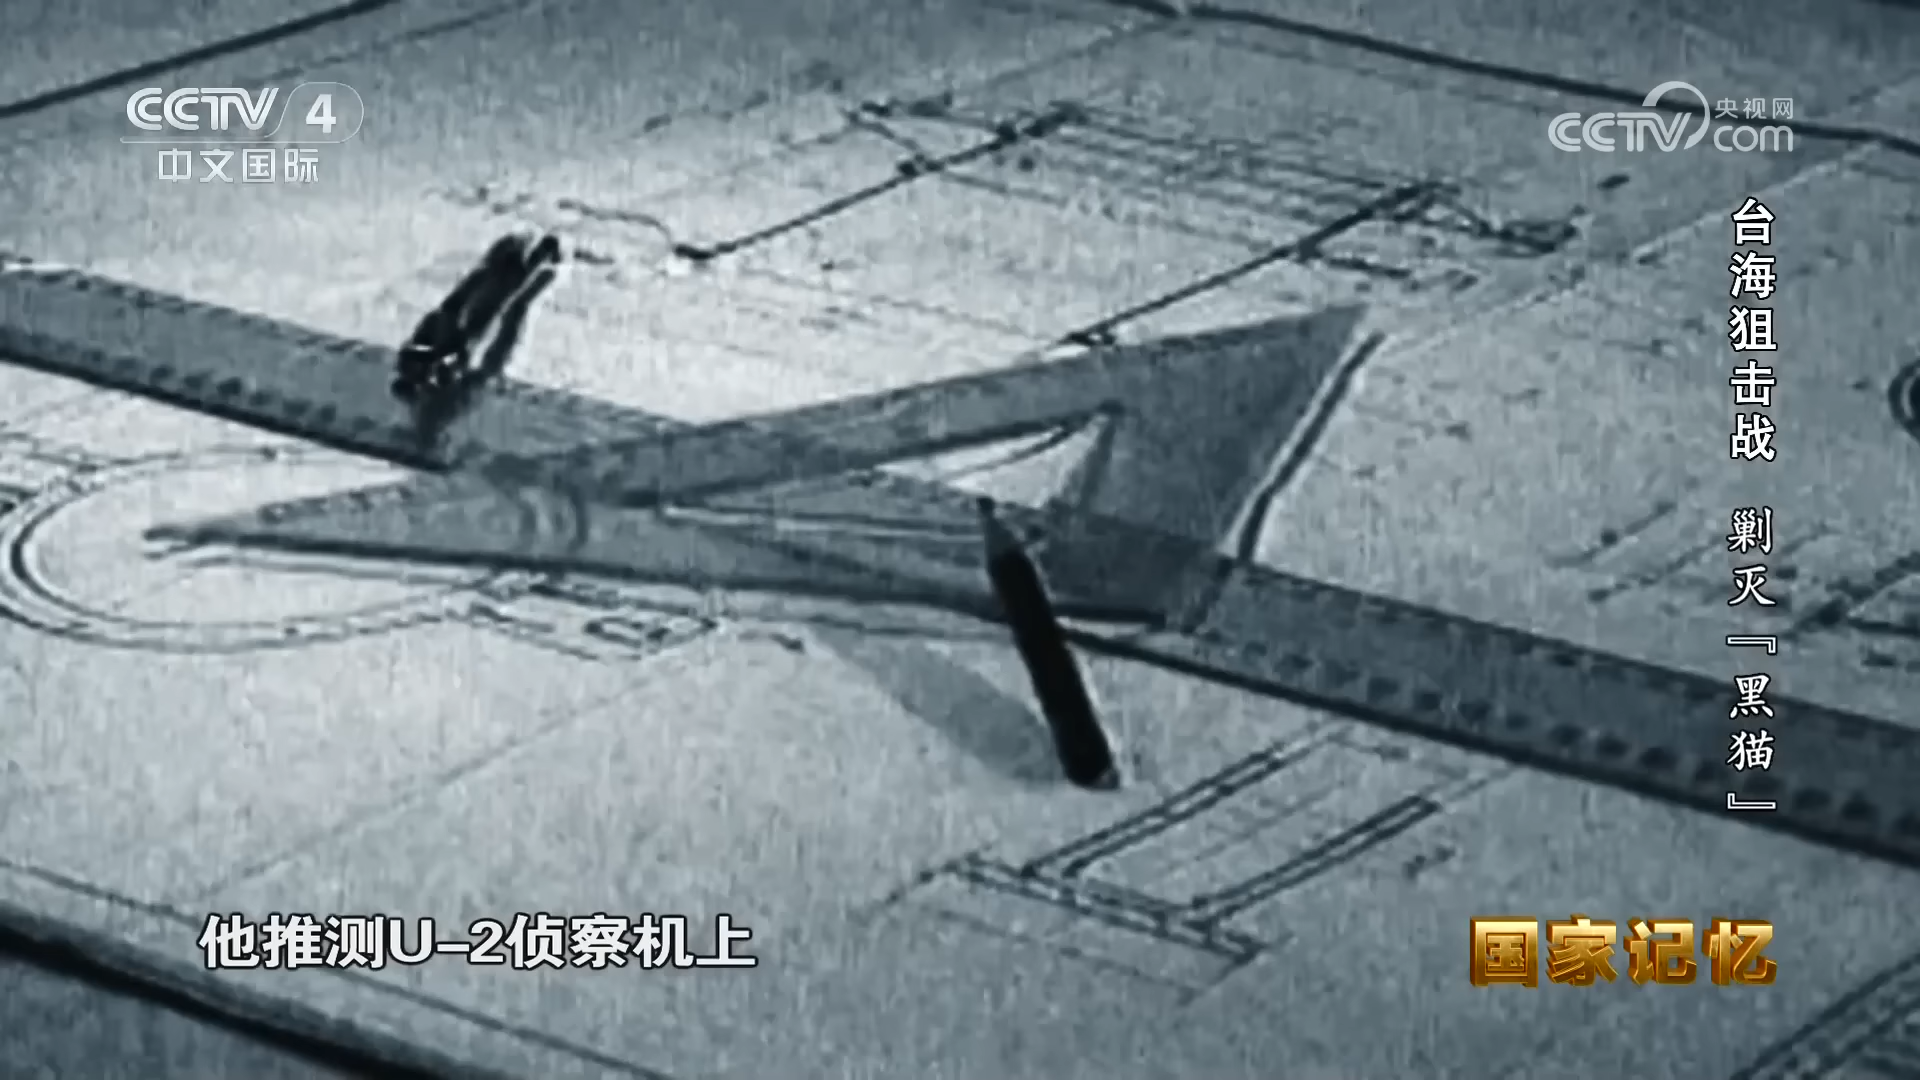 CCTV 4
中文国际
央视网
CCTV.com
台海狙击战 剿灭『黑猫』
他推测U-2侦察机上
国家记忆